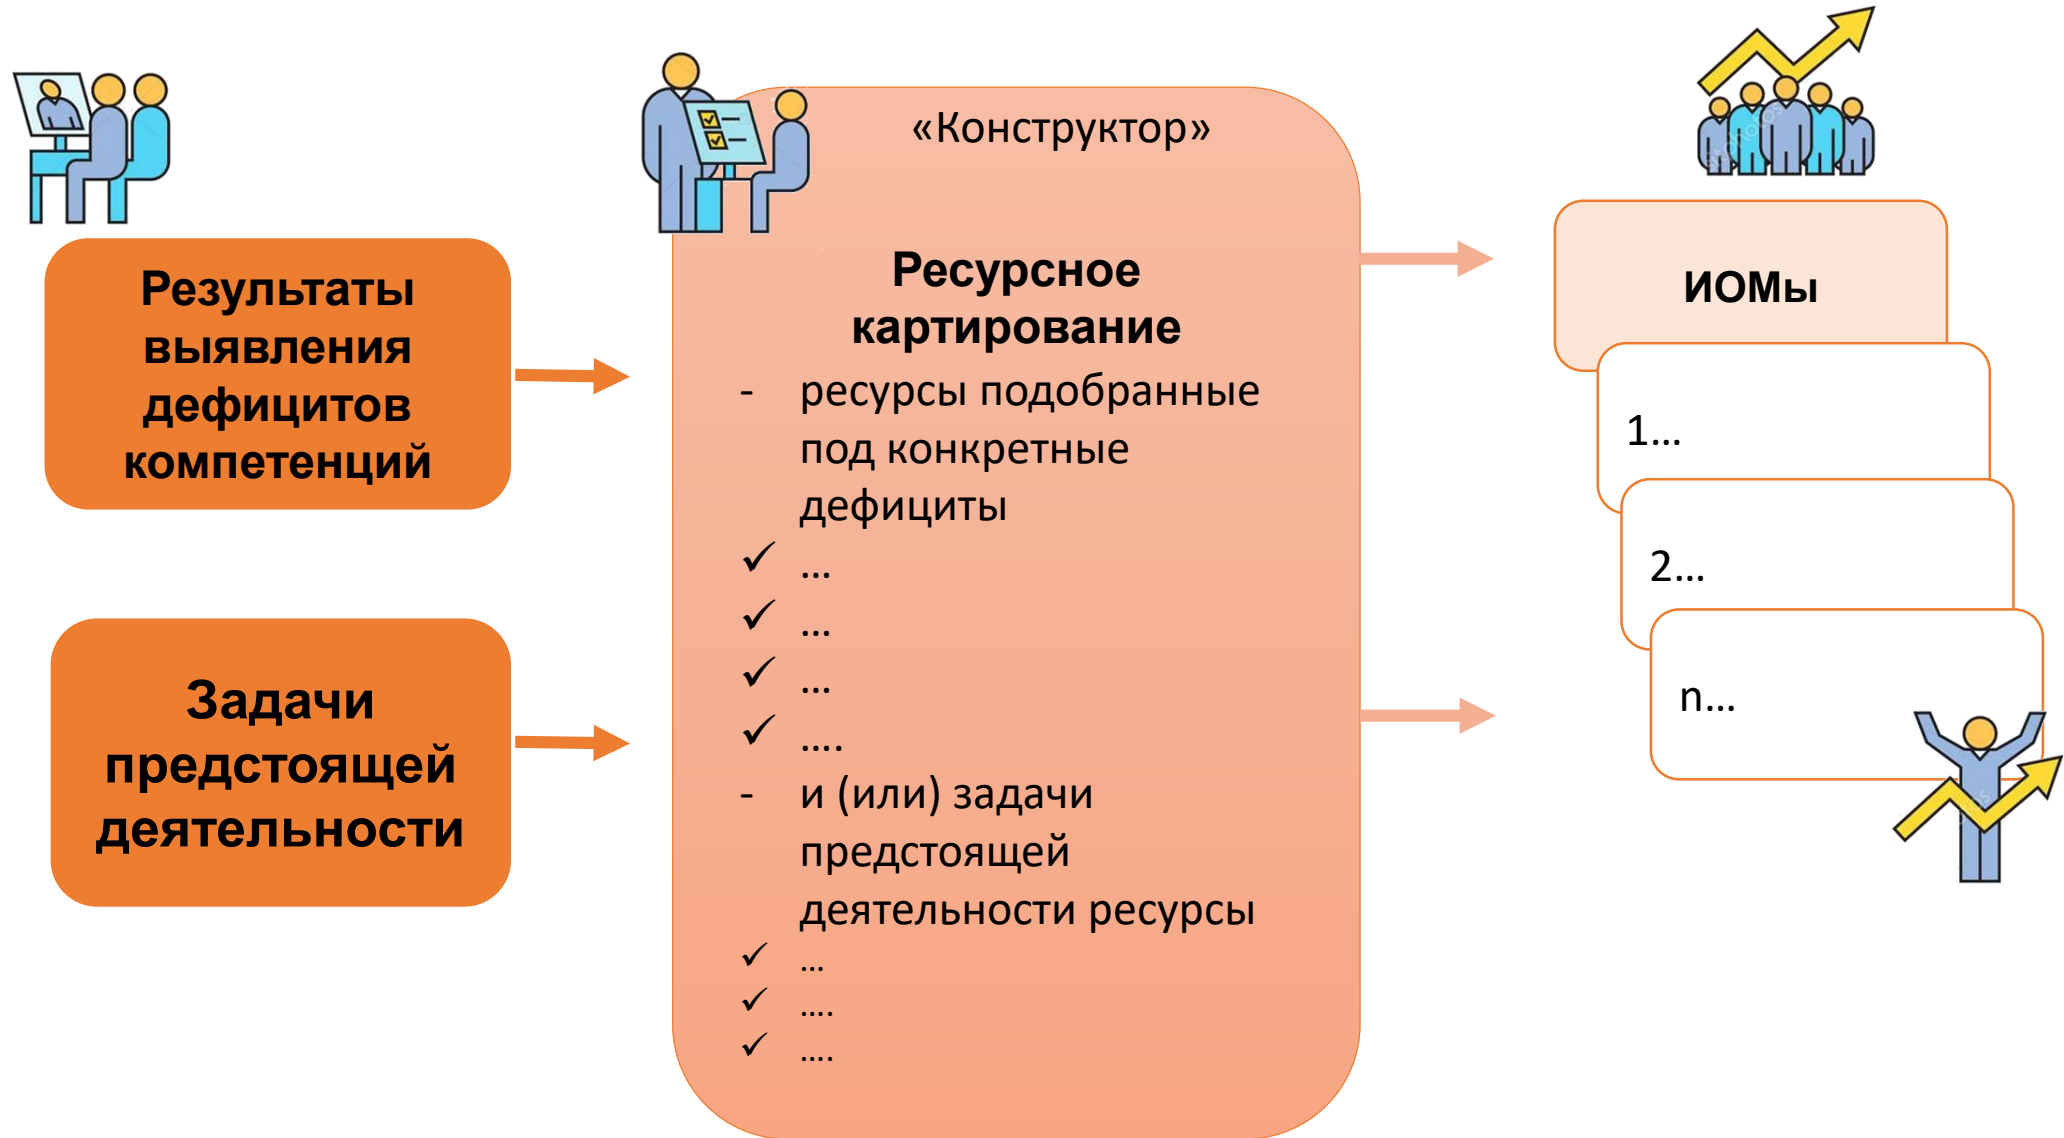 Результаты
выявления
дефицитов
компетенций
Задачи
предстоящей
деятельности
«Конструктор»
Ресурсное
картирование
- ресурсы подобранные
под конкретные
дефициты
✓ ...
✓ ...
✓ ...
✓ ....
- и (или) задачи
предстоящей
деятельности ресурсы
✓ ...
✓ ....
✓ ....
ИОМы
1...
2...
n...